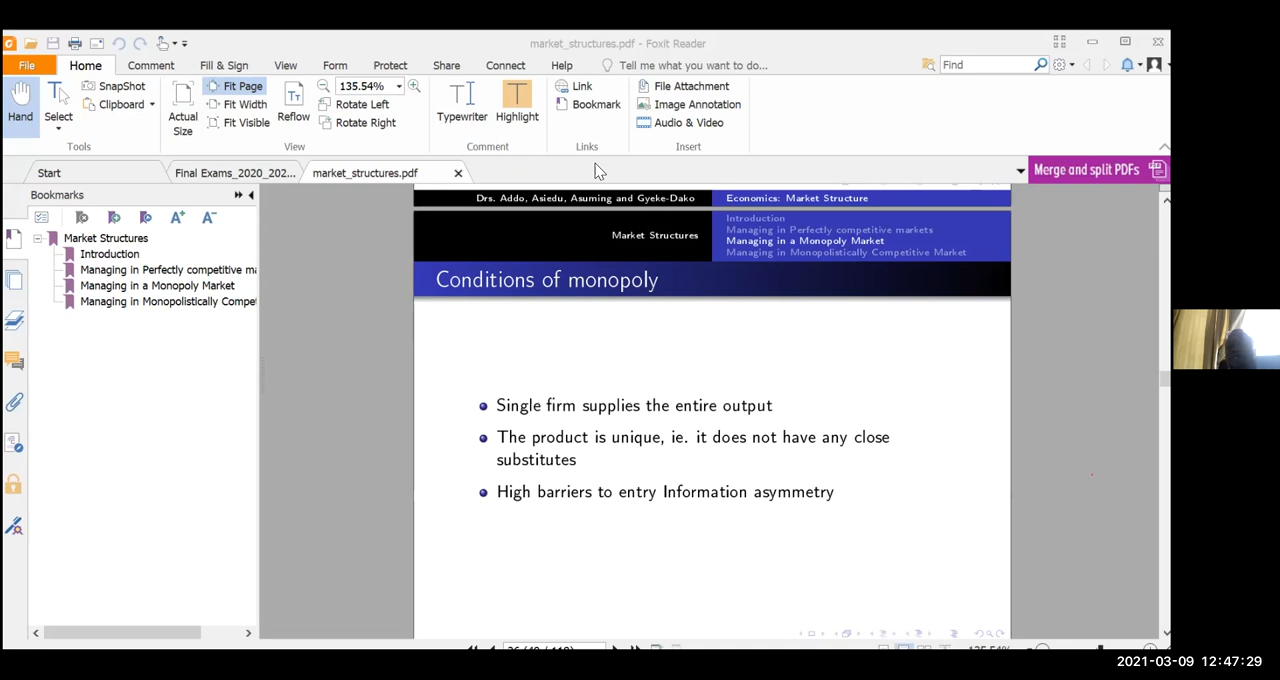 market_structures.pdf - Foxit Reader
File Home Comment Fill & Sign View Form Protect Share Connect Help Tell me what you want to do... Find
Hand
Select
SnapShot
Clipboard
Actual Size
Fit Page
Fit Width
Fit Visible
Reflow
135.54%
Rotate Left
Rotate Right
Typewriter
Highlight
Link
Bookmark
File Attachment
Image Annotation
Audio & Video
Tools View Comment Links Insert
Start Final Exams_2020_202... market_structures.pdf Merge and split PDFs
Bookmarks
Market Structures
Introduction
Managing in Perfectly competitive ma
Managing in a Monopoly Market
Managing in Monopolistically Compe
Drs. Addo, Asiedu, Asuming and Gyeke-Dako Economics: Market Structure
Market Structures
Introduction
Managing in Perfectly competitive markets
Managing in a Monopoly Market
Managing in Monopolistically Competitive Market
Conditions of monopoly
Single firm supplies the entire output
The product is unique, ie. it does not have any close
substitutes
High barriers to entry Information asymmetry
2021-03-09 12:47:29